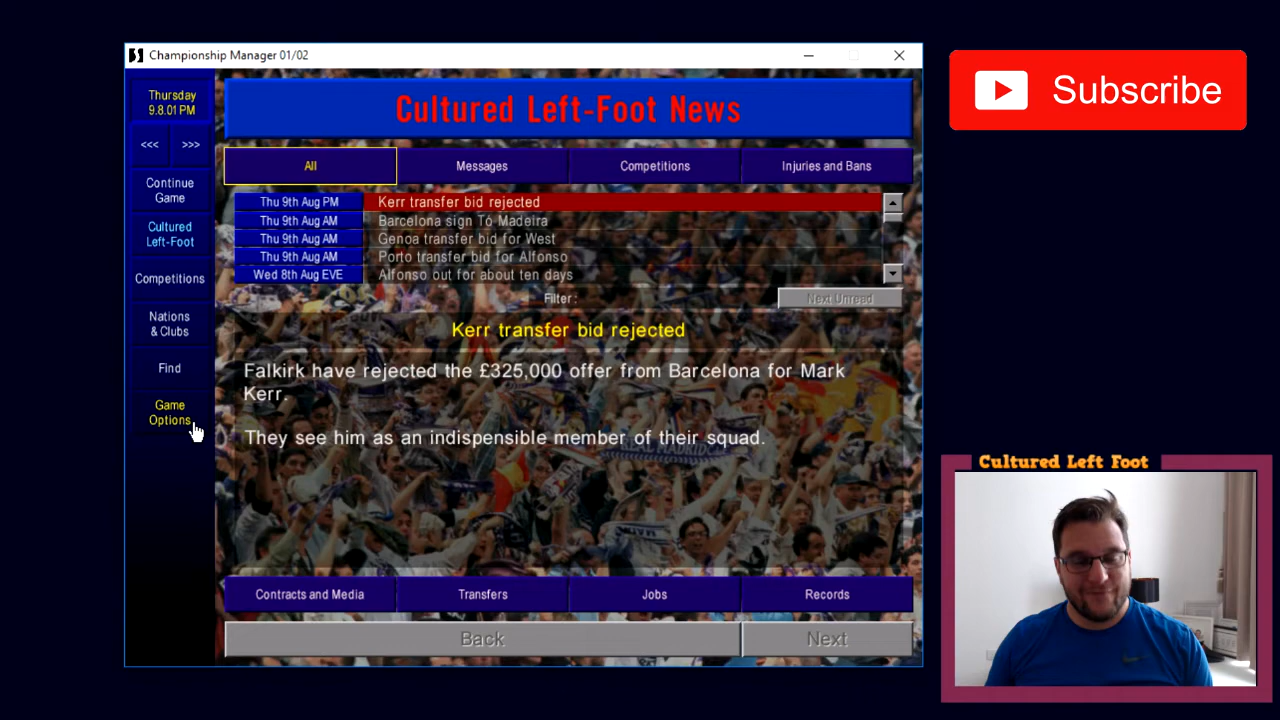 Championship Manager 01/02
Subscribe
Thursday
9.8.01 PM
<<< >>>
Continue
Game
Cultured
Left-Foot
Competitions
Nations
& Clubs
Find
Game
Options
Cultured Left-Foot News
All Messages Competitions Injuries and Bans
Thu 9th Aug PM Kerr transfer bid rejected
Thu 9th Aug AM Barcelona sign Tó Madeira
Thu 9th Aug AM Genoa transfer bid for West
Thu 9th Aug AM Porto transfer bid for Alfonso
Wed 8th Aug EVE Alfonso out for about ten days
Filter : Next Unread
Kerr transfer bid rejected
Falkirk have rejected the £325,000 offer from Barcelona for Mark
Kerr.
They see him as an indispensible member of their squad.
REAL MADRID
Contracts and Media Transfers Jobs Records
Back Next
Cultured Left Foot